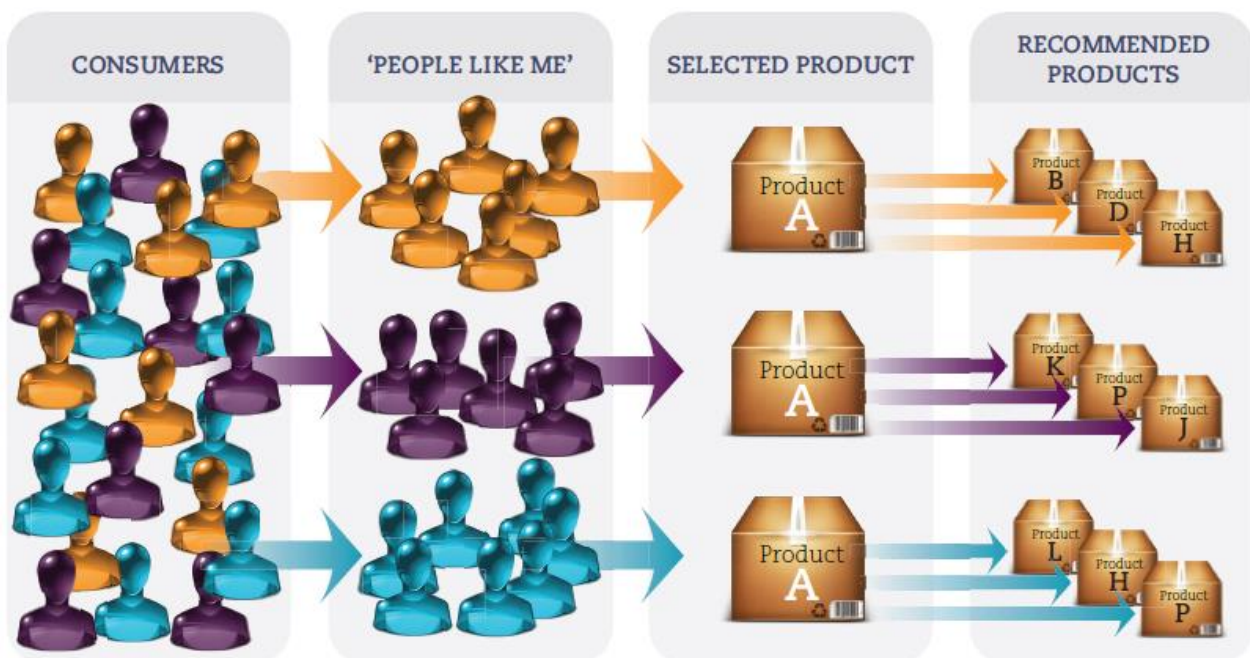 CONSUMERS
‘PEOPLE LIKE ME’
SELECTED PRODUCT
RECOMMENDED
PRODUCTS
Product
A
Product
B
Product
D
Product
H
Product
A
Product
K
Product
P
Product
J
Product
A
Product
L
Product
H
Product
P